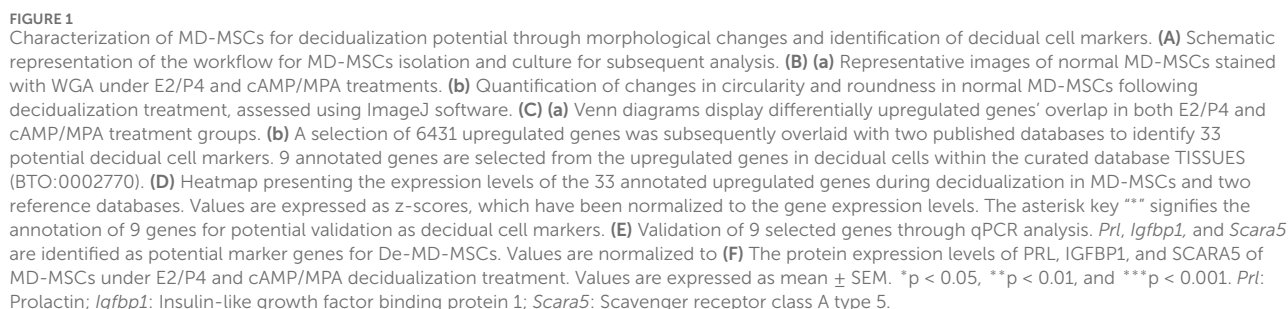 FIGURE 1
Characterization of MD-MSCs for decidualization potential through morphological changes and identification of decidual cell markers. (A) Schematic
representation of the workflow for MD-MSCs isolation and culture for subsequent analysis. (B) (a) Representative images of normal MD-MSCs stained
with WGA under E2/P4 and cAMP/MPA treatments. (b) Quantification of changes in circularity and roundness in normal MD-MSCs following
decidualization treatment, assessed using ImageJ software. (C) (a) Venn diagrams display differentially upregulated genes' overlap in both E2/P4 and
cAMP/MPA treatment groups. (b) A selection of 6431 upregulated genes was subsequently overlaid with two published databases to identify 33
potential decidual cell markers. 9 annotated genes are selected from the upregulated genes in decidual cells within the curated database TISSUES
(BTO:0002770). (D) Heatmap presenting the expression levels of the 33 annotated upregulated genes during decidualization in MD-MSCs and two
reference databases. Values are expressed as z-scores, which have been normalized to the gene expression levels. The asterisk key "*" signifies the
annotation of 9 genes for potential validation as decidual cell markers. (E) Validation of 9 selected genes through qPCR analysis. Prl, Igfbp1, and Scara5
are identified as potential marker genes for De-MD-MSCs. Values are normalized to (F) The protein expression levels of PRL, IGFBP1, and SCARA5 of
MD-MSCs under E2/P4 and cAMP/MPA decidualization treatment. Values are expressed as mean ± SEM. *p < 0.05, **p < 0.01, and ***p < 0.001. Prl:
Prolactin; Igfbp1: Insulin-like growth factor binding protein 1; Scara5: Scavenger receptor class A type 5.